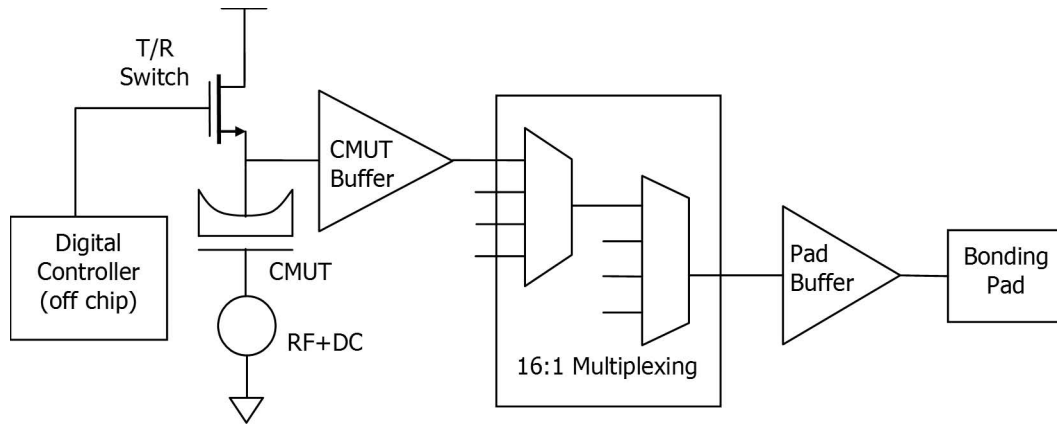 T/R
Switch
CMUT
Buffer
Digital
Controller
(off chip)
CMUT
RF+DC
16:1 Multiplexing
Pad
Buffer
Bonding
Pad